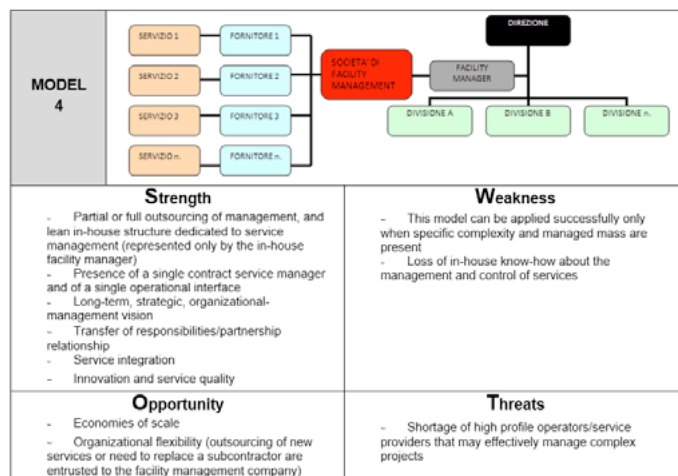 MODEL
4
DIREZIONE
SERVIZIO 1
FORNITORE 1
SOCIETA' DI
FACILITY
MANAGEMENT
FACILITY
MANAGER
SERVIZIO 2
FORNITORE 2
SERVIZIO 3
FORNITORE 3
DIVISIONE A
DIVISIONE B
DIVISIONE n.
SERVIZIO n.
FORNITORE n.
Strength
- Partial or full outsourcing of management, and
lean in-house structure dedicated to service
management (represented only by the in-house
facility manager)
- Presence of a single contract service manager
and of a single operational interface
- Long-term, strategic, organizational-
management vision
- Transfer of responsibilities/partnership
relationship
- Service integration
- Innovation and service quality
Weakness
- This model can be applied successfully only
when specific complexity and managed mass are
present
- Loss of in-house know-how about the
management and control of services
Opportunity
- Economies of scale
- Organizational flexibility (outsourcing of new
services or need to replace a subcontractor are
entrusted to the facility management company)
Threats
- Shortage of high profile operators/service
providers that may effectively manage complex
projects